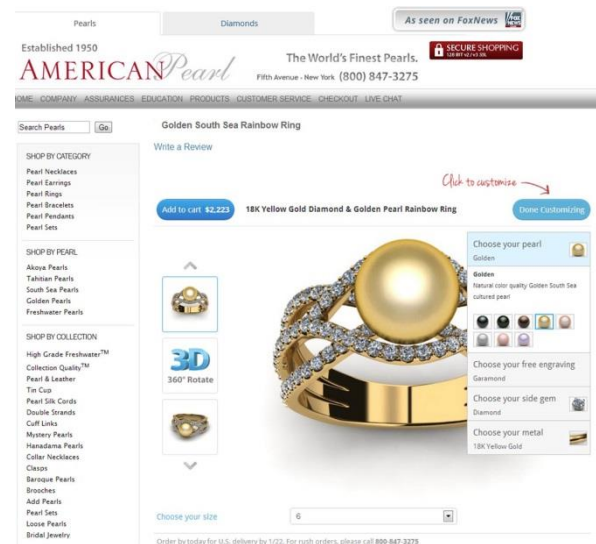 Pearls
Diamonds
As seen on FoxNews
Established 1950
AMERICAN Pearl
The World's Finest Pearls.
Fifth Avenue - New York (800) 847-3275
SECURE SHOPPING
HOME COMPANY ASSURANCES EDUCATION PRODUCTS CUSTOMER SERVICE CHECKOUT LIVE CHAT
Search Pearls Go
Golden South Sea Rainbow Ring
Write a Review
Click to customize
Add to cart $2,223
18K Yellow Gold Diamond & Golden Pearl Rainbow Ring
Done Customizing
SHOP BY CATEGORY
Pearl Necklaces
Pearl Earrings
Pearl Rings
Pearl Bracelets
Pearl Pendants
Pearl Sets
SHOP BY PEARL
Akoya Pearls
Tahitian Pearls
South Sea Pearls
Golden Pearls
Freshwater Pearls
SHOP BY COLLECTION
High Grade Freshwater™
Collection Quality™
Pearl & Leather
Tin Cup
Pearl Silk Cords
Double Strands
Cuff Links
Mystery Pearls
Hanadama Pearls
Collar Necklaces
Clasps
Baroque Pearls
Brooches
Add Pearls
Pearl Sets
Loose Pearls
Bridal Jewelry
3D
360° Rotate
Choose your pearl
Golden
Golden
Natural color quality Golden South Sea
cultured pearl
Choose your free engraving
Garamond
Choose your side gem
Diamond
Choose your metal
18K Yellow Gold
Choose your size
6
Order by today for U.S. delivery by 1/22. For rush orders, please call 800-847-3275